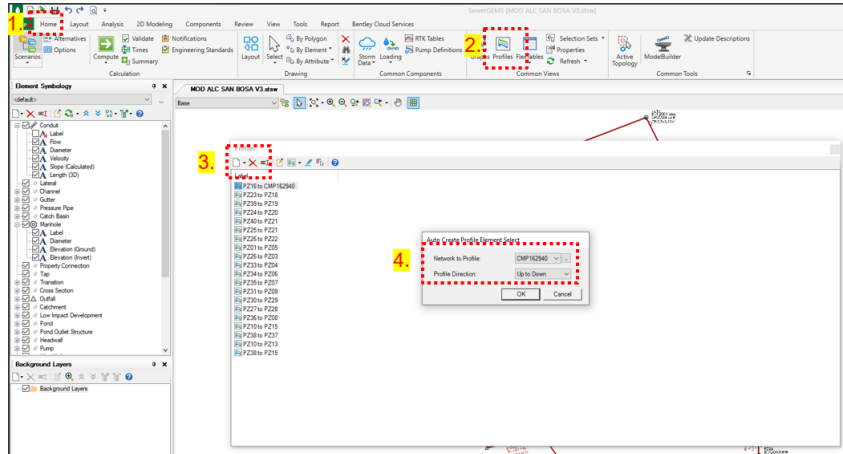 SewerGEMS [MOD ALC SAN BOSA V3.stsw]
1.
Home Layout Analysis 2D Modeling Components Review View Tools Report Bentley Cloud Services
Scenarios
Alternatives
Options
Compute
Validate
Times
Summary
Notifications
Engineering Standards
Calculation
Layout
Select
By Polygon
By Element
By Attribute
Drawing
Storm Data
Loading
RTK Tables
Pump Definitions
Common Components
2.
Profiles
Selection Sets
Properties
Refresh
Common Views
Active Topology
ModelBuilder
Update Descriptions
Common Tools
Element Symbology
<default>
Conduit
Label
Flow
Diameter
Velocity
Slope (Calculated)
Length (3D)
Lateral
Channel
Gutter
Pressure Pipe
Catch Basin
Manhole
Label
Diameter
Elevation (Ground)
Elevation (Invert)
Property Connection
Tap
Transition
Cross Section
Outfall
Catchment
Low Impact Development
Pond
Pond Outlet Structure
Headwall
Pump
Background Layers
Background Layers
MOD ALC SAN BOSA V3.stsw
Base
3.
Label
PZ16 to CMP162940
PZ23 to PZ18
PZ39 to PZ19
PZ24 to PZ20
PZ40 to PZ21
PZ25 to PZ21
PZ26 to PZ22
PZ01 to PZ05
PZ26 to PZ03
PZ33 to PZ04
PZ34 to PZ06
PZ35 to PZ07
PZ31 to PZ08
PZ30 to PZ29
PZ27 to PZ28
PZ36 to PZ08
PZ10 to PZ15
PZ38 to PZ37
PZ10 to PZ13
PZ38 to PZ15
4.
Auto Create Profile Element Select
Network to Profile: CMP162940
Profile Direction: Up to Down
OK Cancel